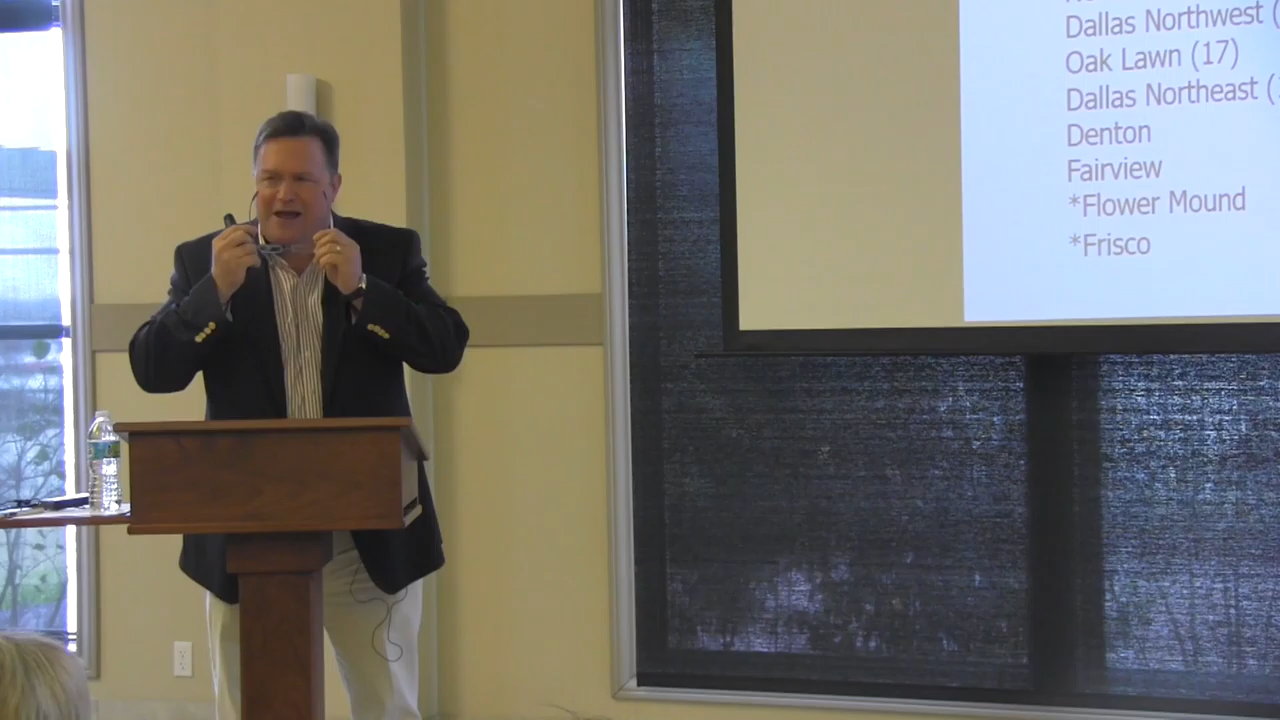 Dallas Northwest (
Oak Lawn (17)
Dallas Northeast (
Denton
Fairview
*Flower Mound
*Frisco